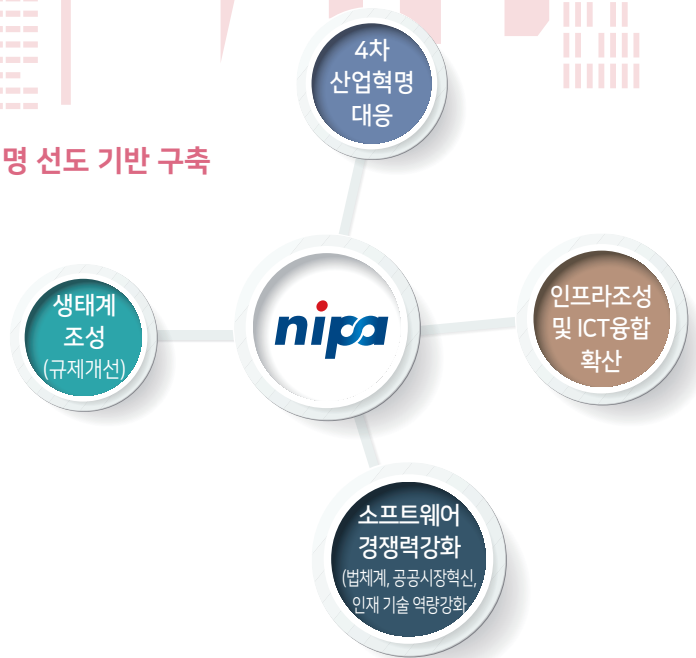 4차
산업혁명
대응
명 선도 기반 구축
생태계
조성
(규제개선)
nipa
인프라조성
및 ICT융합
확산
소프트웨어
경쟁력강화
(법체계, 공공시장혁신,
인재 기술 역량강화